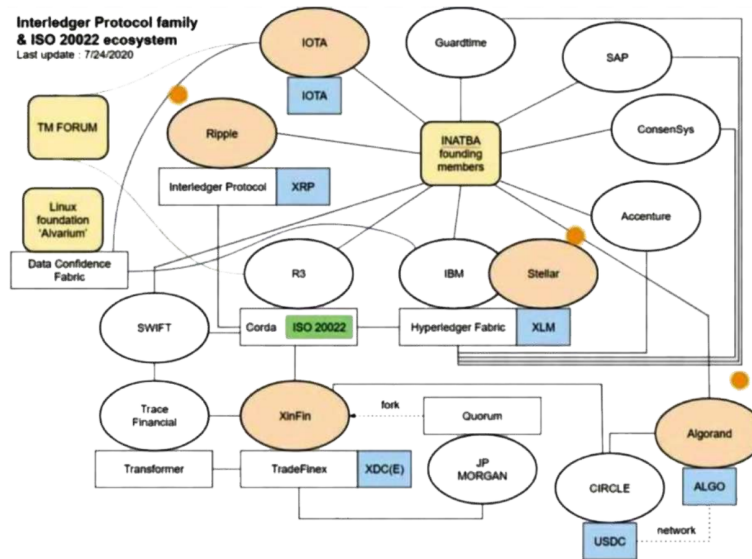 Interledger Protocol family
& ISO 20022 ecosystem
Last update : 7/24/2020
IOTA
IOTA
Guardtime
SAP
TM FORUM
Ripple
INATBA
founding
members
ConsenSys
Interledger Protocol
XRP
Linux
foundation
'Alvarium'
Accenture
Data Confidence
Fabric
R3
IBM
Stellar
SWIFT
Corda
ISO 20022
Hyperledger Fabric
XLM
Trace
Financial
XinFin
fork
Quorum
Algorand
Transformer
TradeFinex
XDC(E)
JP
MORGAN
CIRCLE
ALGO
network
USDC